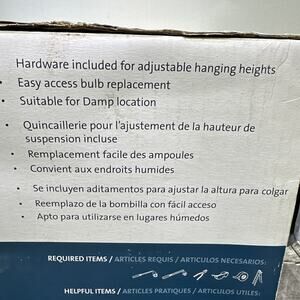 Hardware included for adjustable hanging heights
• Easy access bulb replacement
• Suitable for Damp location
• Quincaillerie pour l'ajustement de la hauteur de
suspension incluse
• Remplacement facile des ampoules
• Convient aux endroits humides
• Se incluyen aditamentos para ajustar la altura para colgar
• Reemplazo de la bombilla con fácil acceso
• Apto para utilizarse en lugares húmedos
REQUIRED ITEMS / ARTICLES REQUIS / ARTICULOS NECESARIOS:
HELPFUL ITEMS / ARTICLES PRATIQUES / ARTICULOS UTILES: